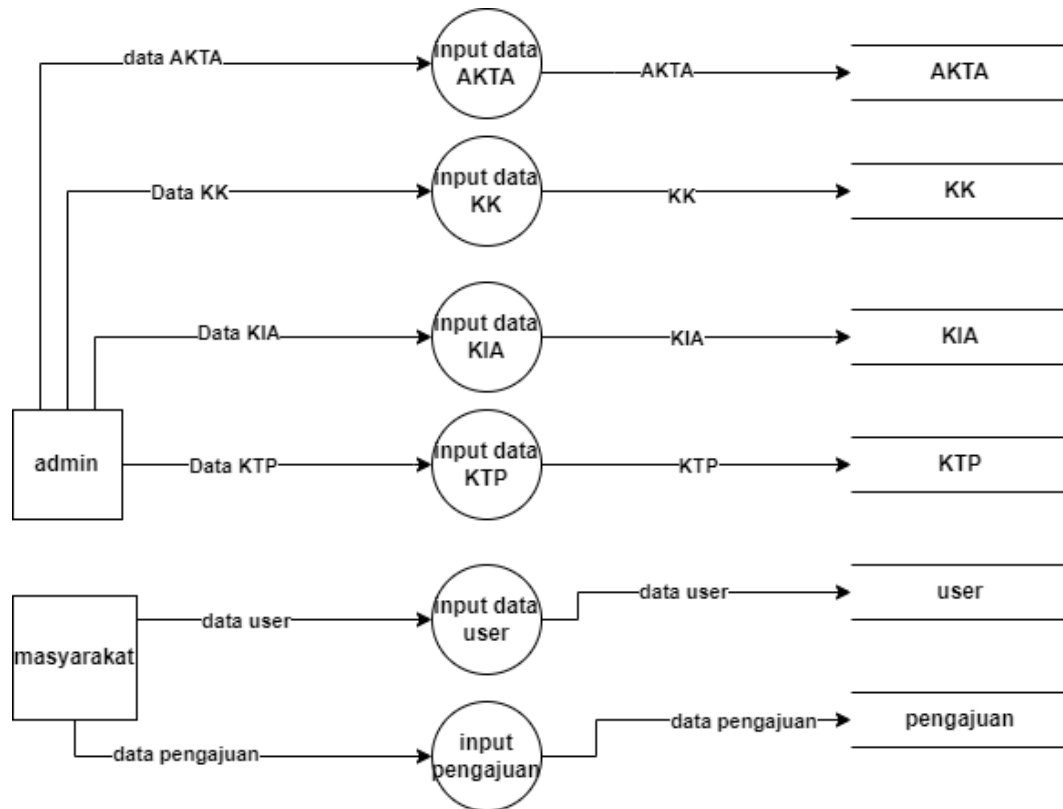 data AKTA
input data
AKTA
AKTA
AKTA
Data KK
input data
KK
KK
KK
Data KIA
input data
KIA
KIA
KIA
admin
Data KTP
input data
KTP
KTP
KTP
masyarakat
data user
input data
user
data user
user
data pengajuan
input
pengajuan
data pengajuan
pengajuan